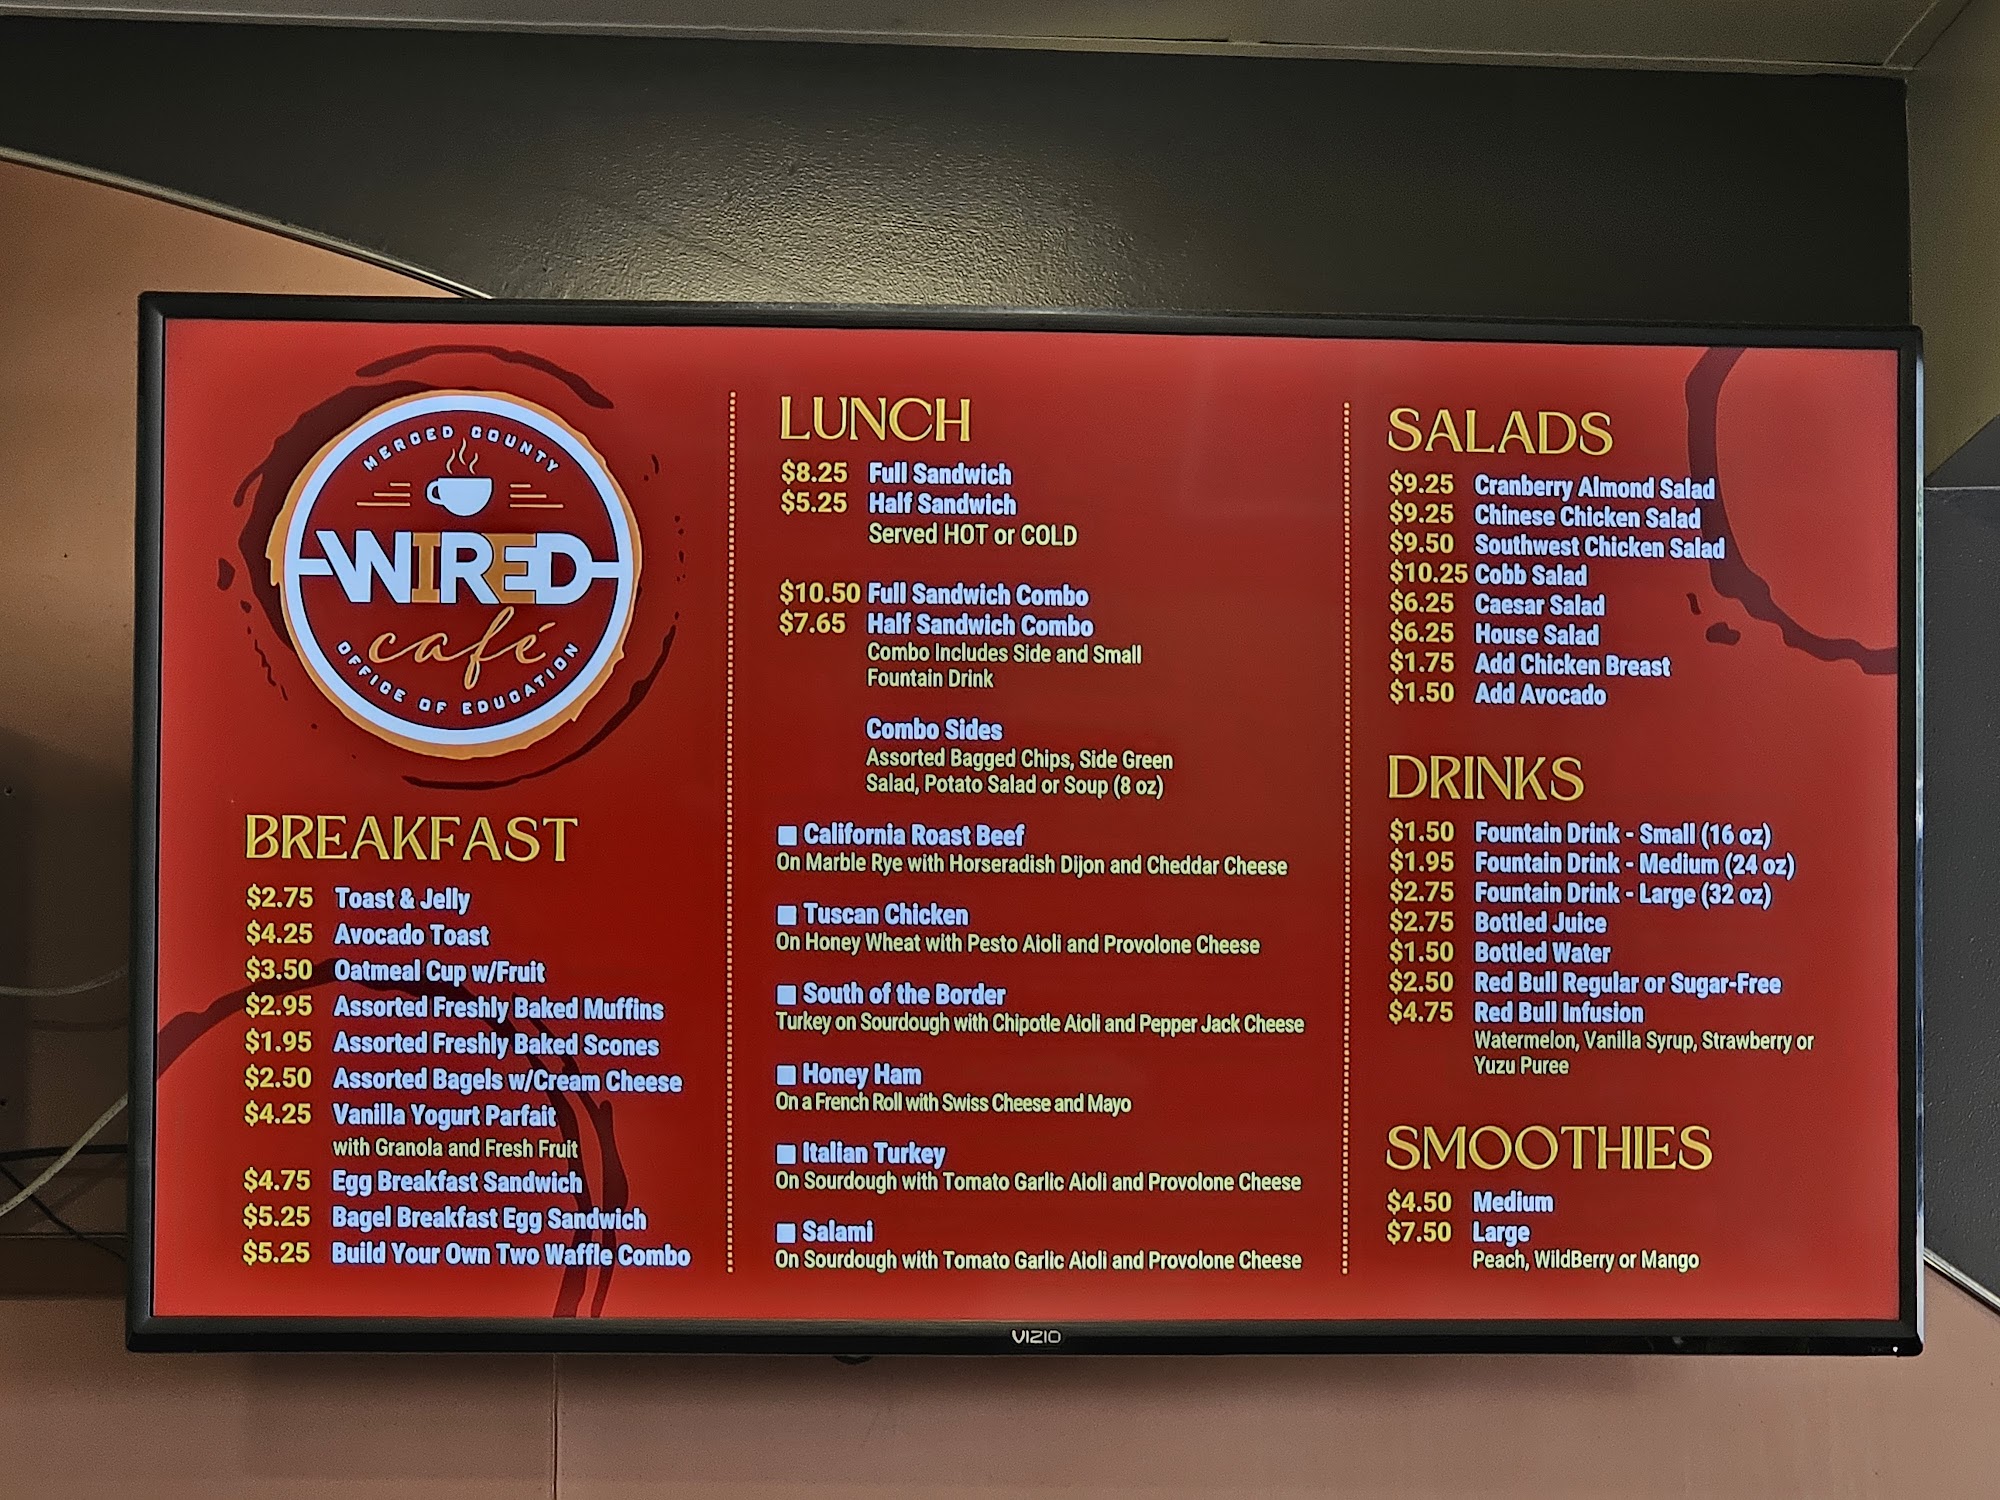 MERCED COUNTY
WIRED
café
OFFICE OF EDUCATION
BREAKFAST
$2.75 Toast & Jelly
$4.25 Avocado Toast
$3.50 Oatmeal Cup w/Fruit
$2.95 Assorted Freshly Baked Muffins
$1.95 Assorted Freshly Baked Scones
$2.50 Assorted Bagels w/Cream Cheese
$4.25 Vanilla Yogurt Parfait
with Granola and Fresh Fruit
$4.75 Egg Breakfast Sandwich
$5.25 Bagel Breakfast Egg Sandwich
$5.25 Build Your Own Two Waffle Combo
LUNCH
$8.25 Full Sandwich
$5.25 Half Sandwich
Served HOT or COLD
$10.50 Full Sandwich Combo
$7.65 Half Sandwich Combo
Combo Includes Side and Small
Fountain Drink
Combo Sides
Assorted Bagged Chips, Side Green
Salad, Potato Salad or Soup (8 oz)
California Roast Beef
On Marble Rye with Horseradish Dijon and Cheddar Cheese
Tuscan Chicken
On Honey Wheat with Pesto Aioli and Provolone Cheese
South of the Border
Turkey on Sourdough with Chipotle Aioli and Pepper Jack Cheese
Honey Ham
On a French Roll with Swiss Cheese and Mayo
Italian Turkey
On Sourdough with Tomato Garlic Aioli and Provolone Cheese
Salami
On Sourdough with Tomato Garlic Aioli and Provolone Cheese
SALADS
$9.25 Cranberry Almond Salad
$9.25 Chinese Chicken Salad
$9.50 Southwest Chicken Salad
$10.25 Cobb Salad
$6.25 Caesar Salad
$6.25 House Salad
$1.75 Add Chicken Breast
$1.50 Add Avocado
DRINKS
$1.50 Fountain Drink - Small (16 oz)
$1.95 Fountain Drink - Medium (24 oz)
$2.75 Fountain Drink - Large (32 oz)
$2.75 Bottled Juice
$1.50 Bottled Water
$2.50 Red Bull Regular or Sugar-Free
$4.75 Red Bull Infusion
Watermelon, Vanilla Syrup, Strawberry or
Yuzu Puree
SMOOTHIES
$4.50 Medium
$7.50 Large
Peach, WildBerry or Mango
VIZIO